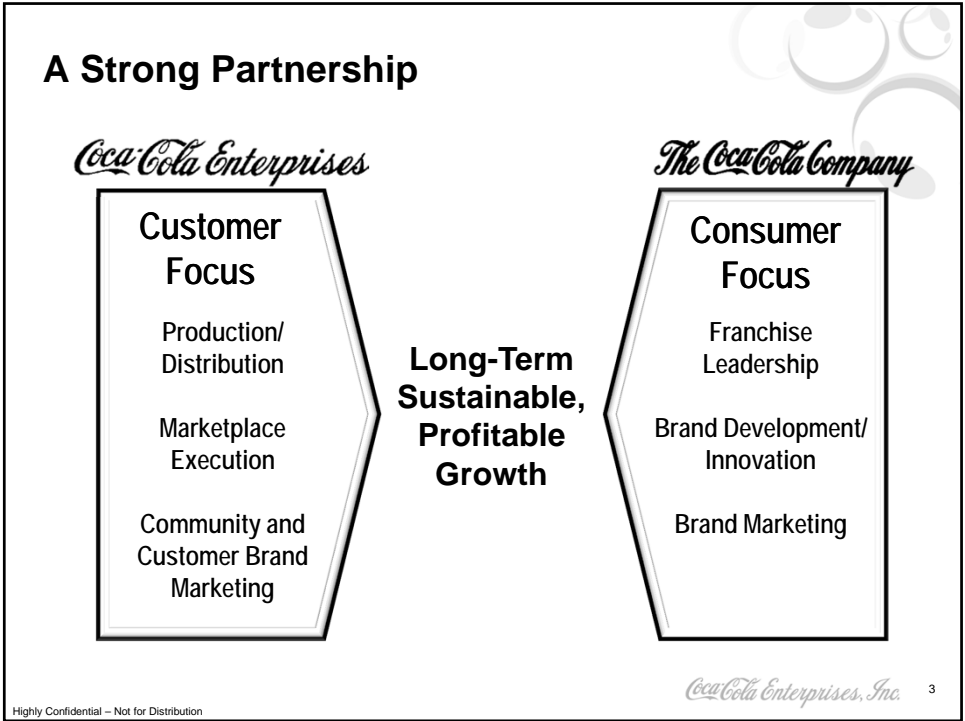 A Strong Partnership
Coca-Cola Enterprises
Customer
Focus
Production/
Distribution
Marketplace
Execution
Community and
Customer Brand
Marketing
Long-Term
Sustainable,
Profitable
Growth
The Coca-Cola Company
Consumer
Focus
Franchise
Leadership
Brand Development/
Innovation
Brand Marketing
Coca-Cola Enterprises, Inc.
3
Highly Confidential – Not for Distribution